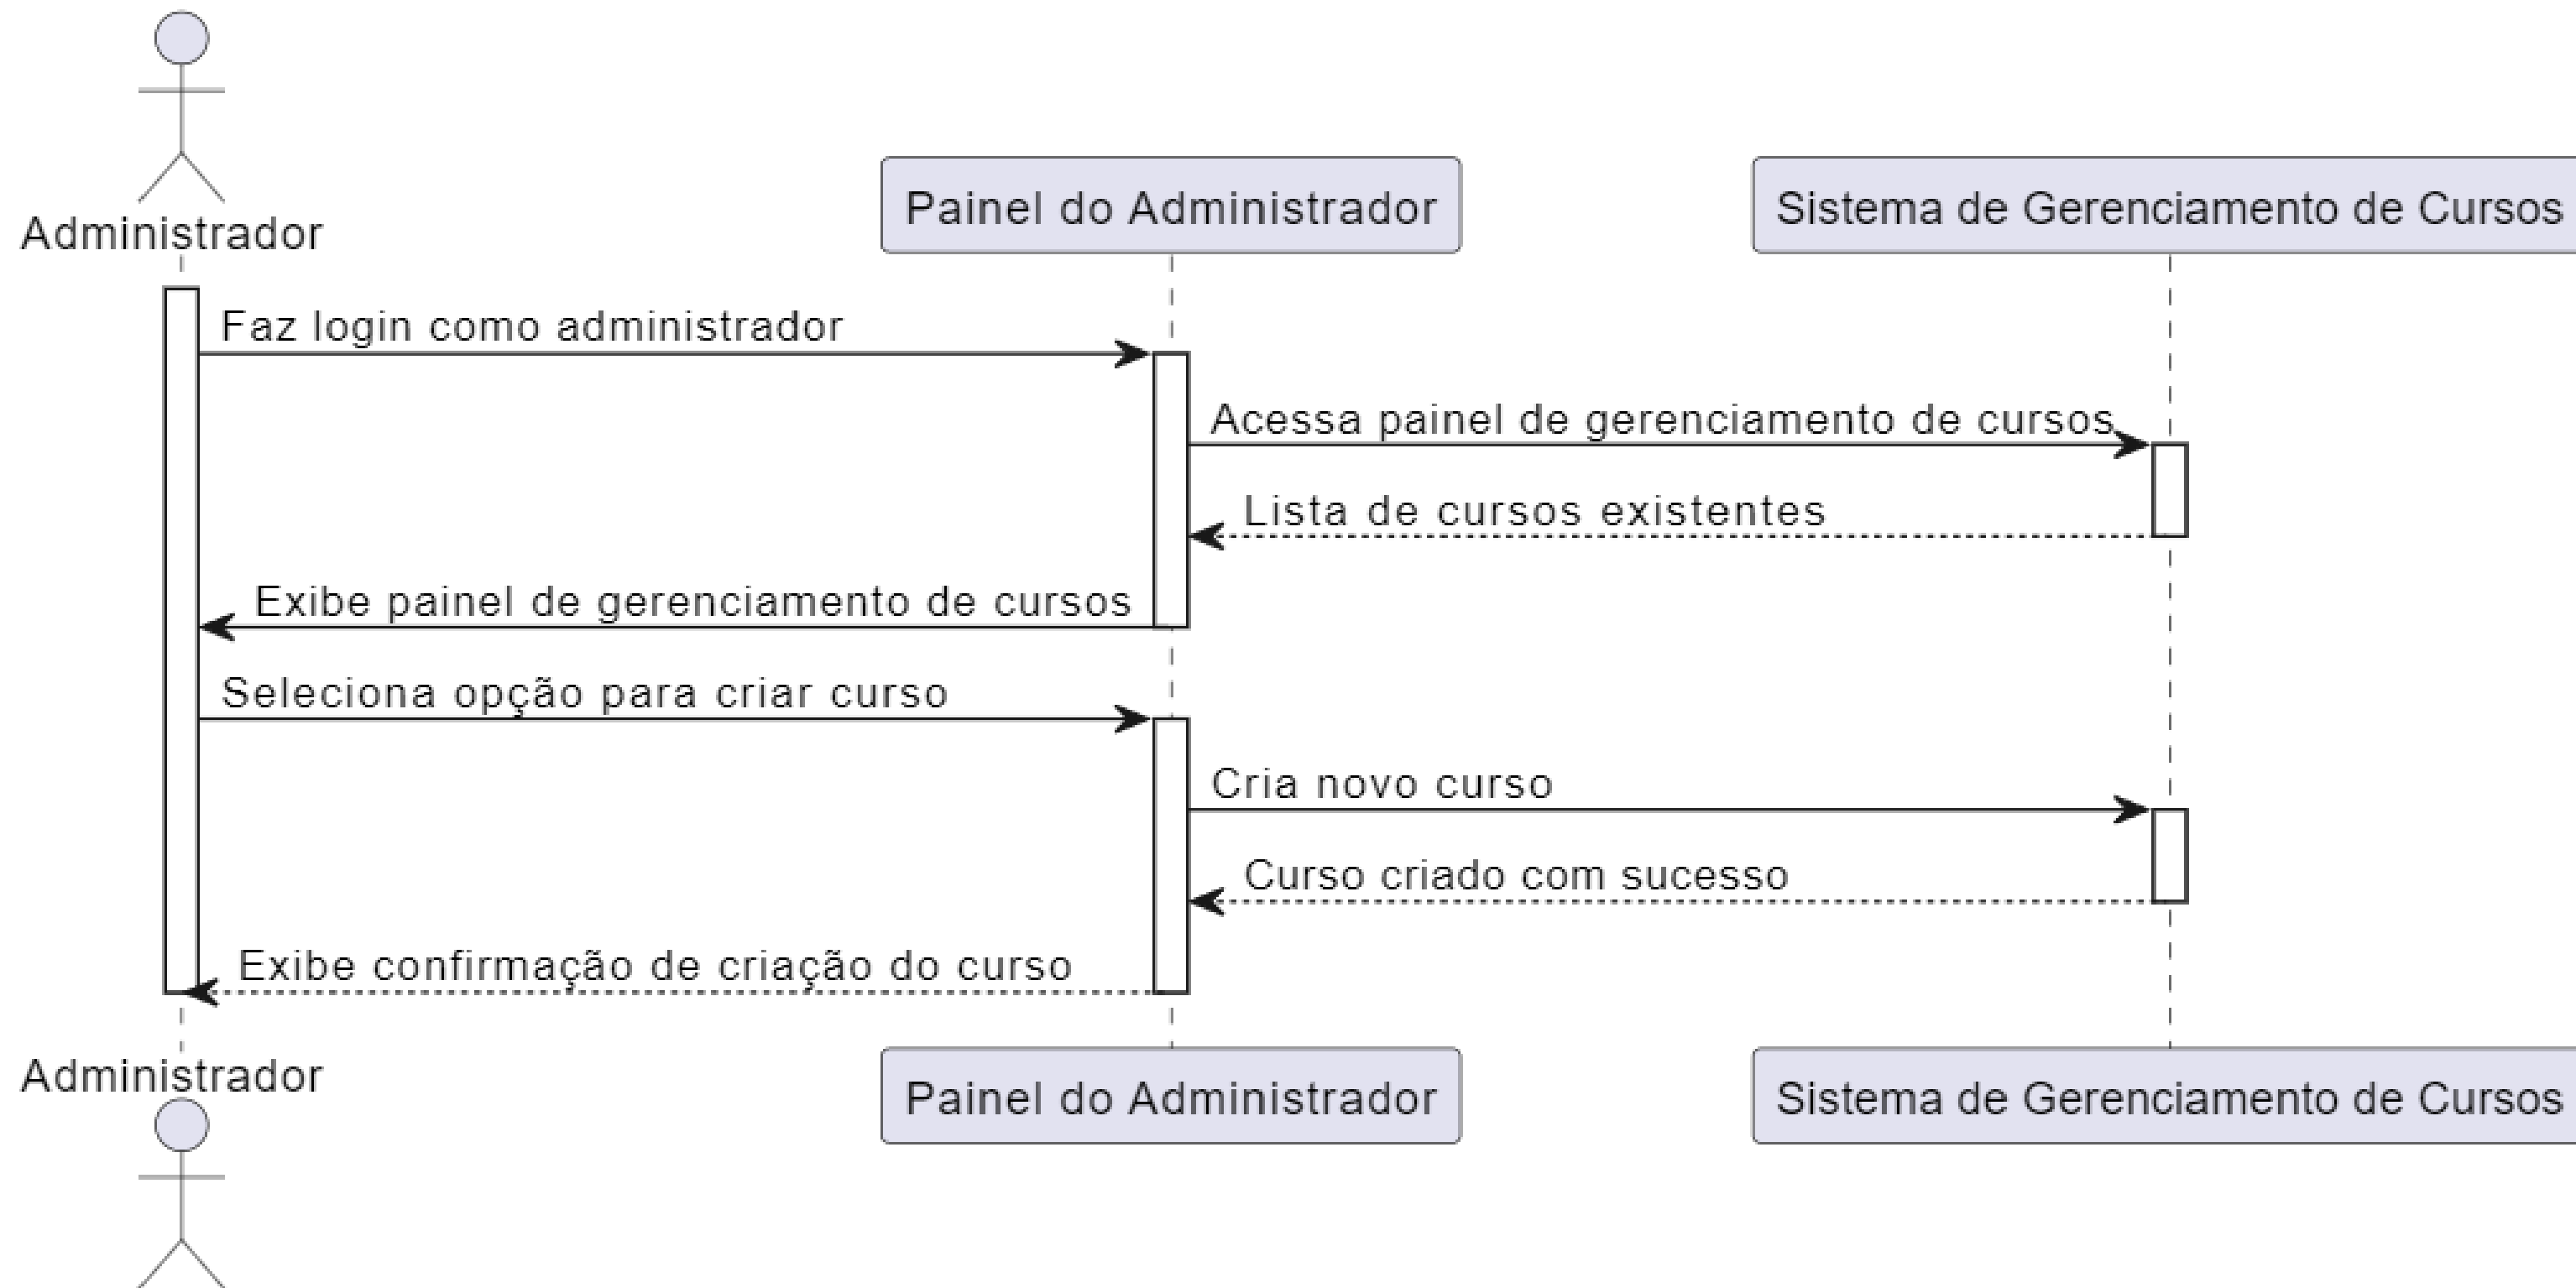 Administrador
Painel do Administrador
Sistema de Gerenciamento de Cursos
Faz login como administrador
Acessa painel de gerenciamento de cursos
Lista de cursos existentes
Exibe painel de gerenciamento de cursos
Seleciona opção para criar curso
Cria novo curso
Curso criado com sucesso
Exibe confirmação de criação do curso
Administrador
Painel do Administrador
Sistema de Gerenciamento de Cursos